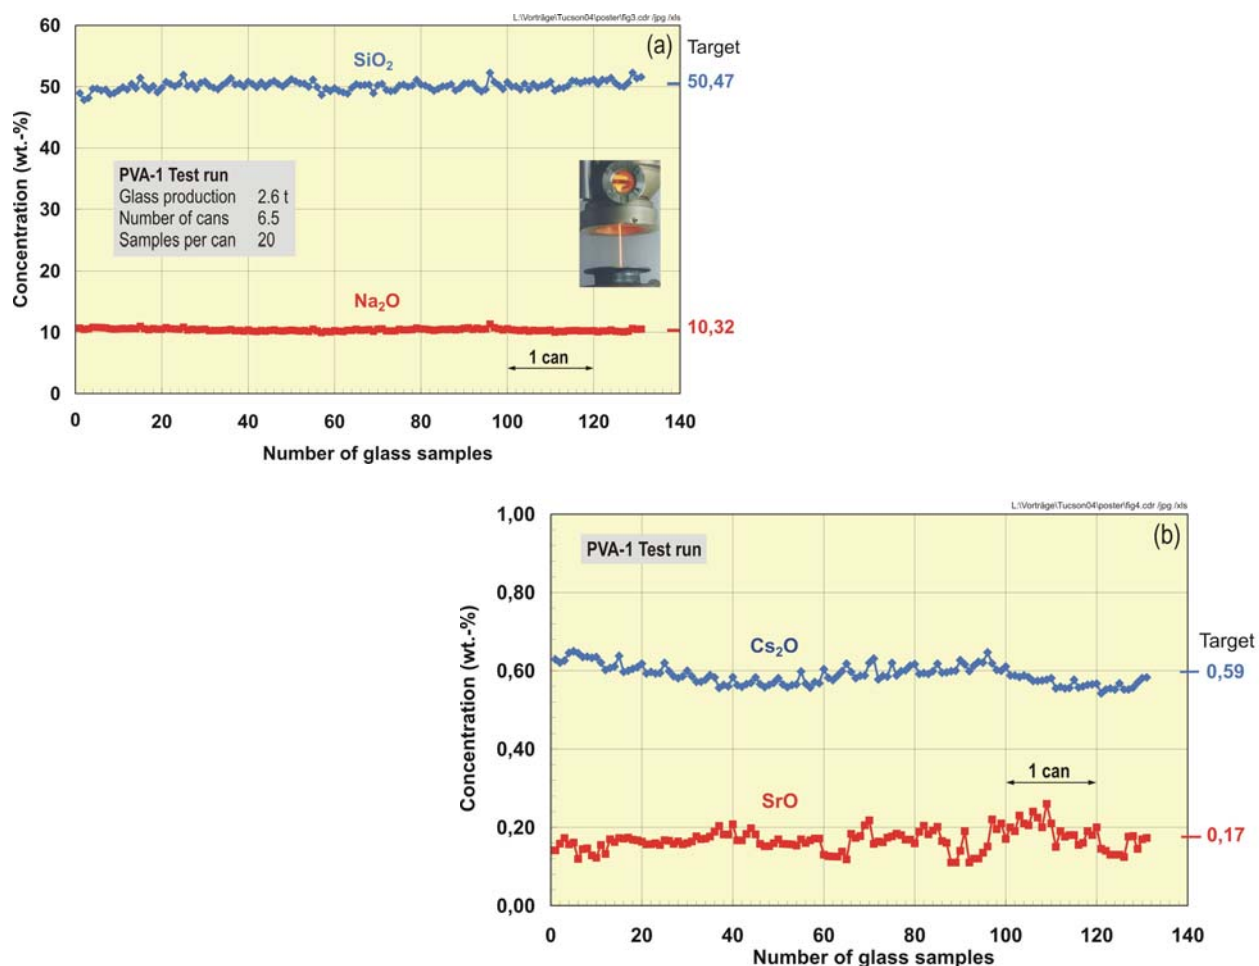 L:\Vorträge\Tucson04\poster\fig3.cdr /jpg /xls
60
50
40
30
20
10
0
Concentration (wt.-%)
(a)
SiO₂
Target
50,47
PVA-1 Test run
Glass production 2.6 t
Number of cans 6.5
Samples per can 20
Na₂O
10,32
1 can
0 20 40 60 80 100 120 140
Number of glass samples
L:\Vorträge\Tucson04\poster\fig4.cdr /jpg /xls
1,00
0,80
0,60
0,40
0,20
0,00
Concentration (wt.-%)
PVA-1 Test run
(b)
Cs₂O
Target
0,59
1 can
SrO
0,17
0 20 40 60 80 100 120 140
Number of glass samples